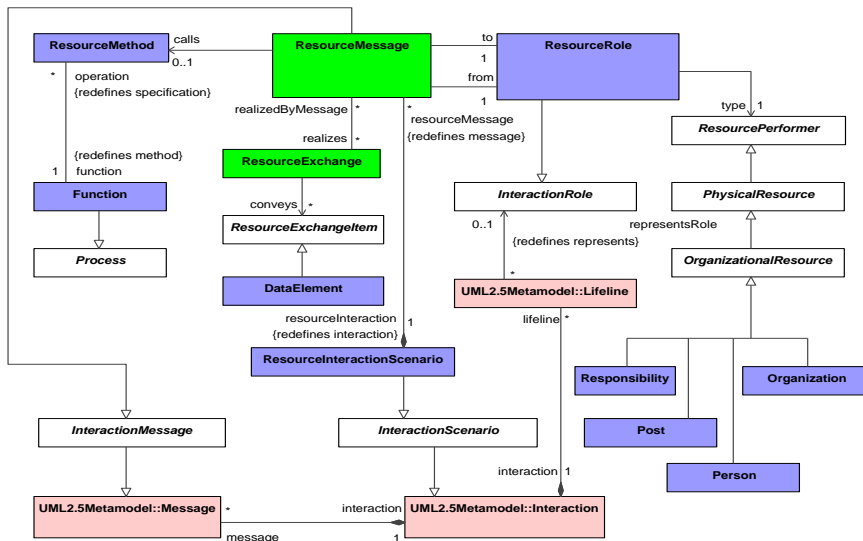 calls
to
ResourceMethod
ResourceMessage
ResourceRole
0..1
1
operation
from
{redefines specification}
*
1
realizedByMessage
*
*
type
1
resourceMessage
{redefines message}
ResourcePerformer
realizes
*
{redefines method}
1
function
ResourceExchange
Function
InteractionRole
PhysicalResource
conveys
*
ResourceExchangeItem
0..1
representsRole
{redefines represents}
Process
OrganizationalResource
*
DataElement
UML2.5Metamodel::Lifeline
resourceInteraction
1
lifeline
*
{redefines interaction}
ResourceInteractionScenario
Responsibility
Organization
InteractionMessage
InteractionScenario
Post
interaction
1
Person
UML2.5Metamodel::Message
*
interaction
UML2.5Metamodel::Interaction
message
1